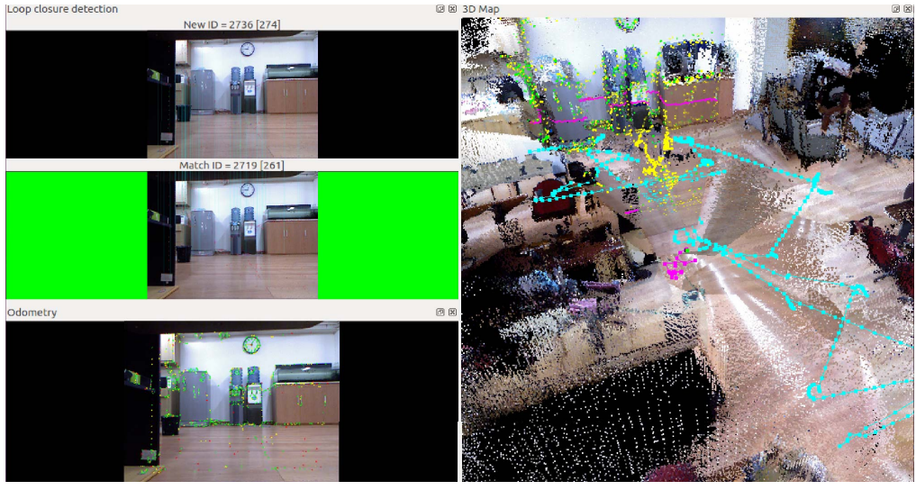 Loop closure detection
New ID = 2736 [274]
Match ID = 2719 [261]
Odometry
3D Map